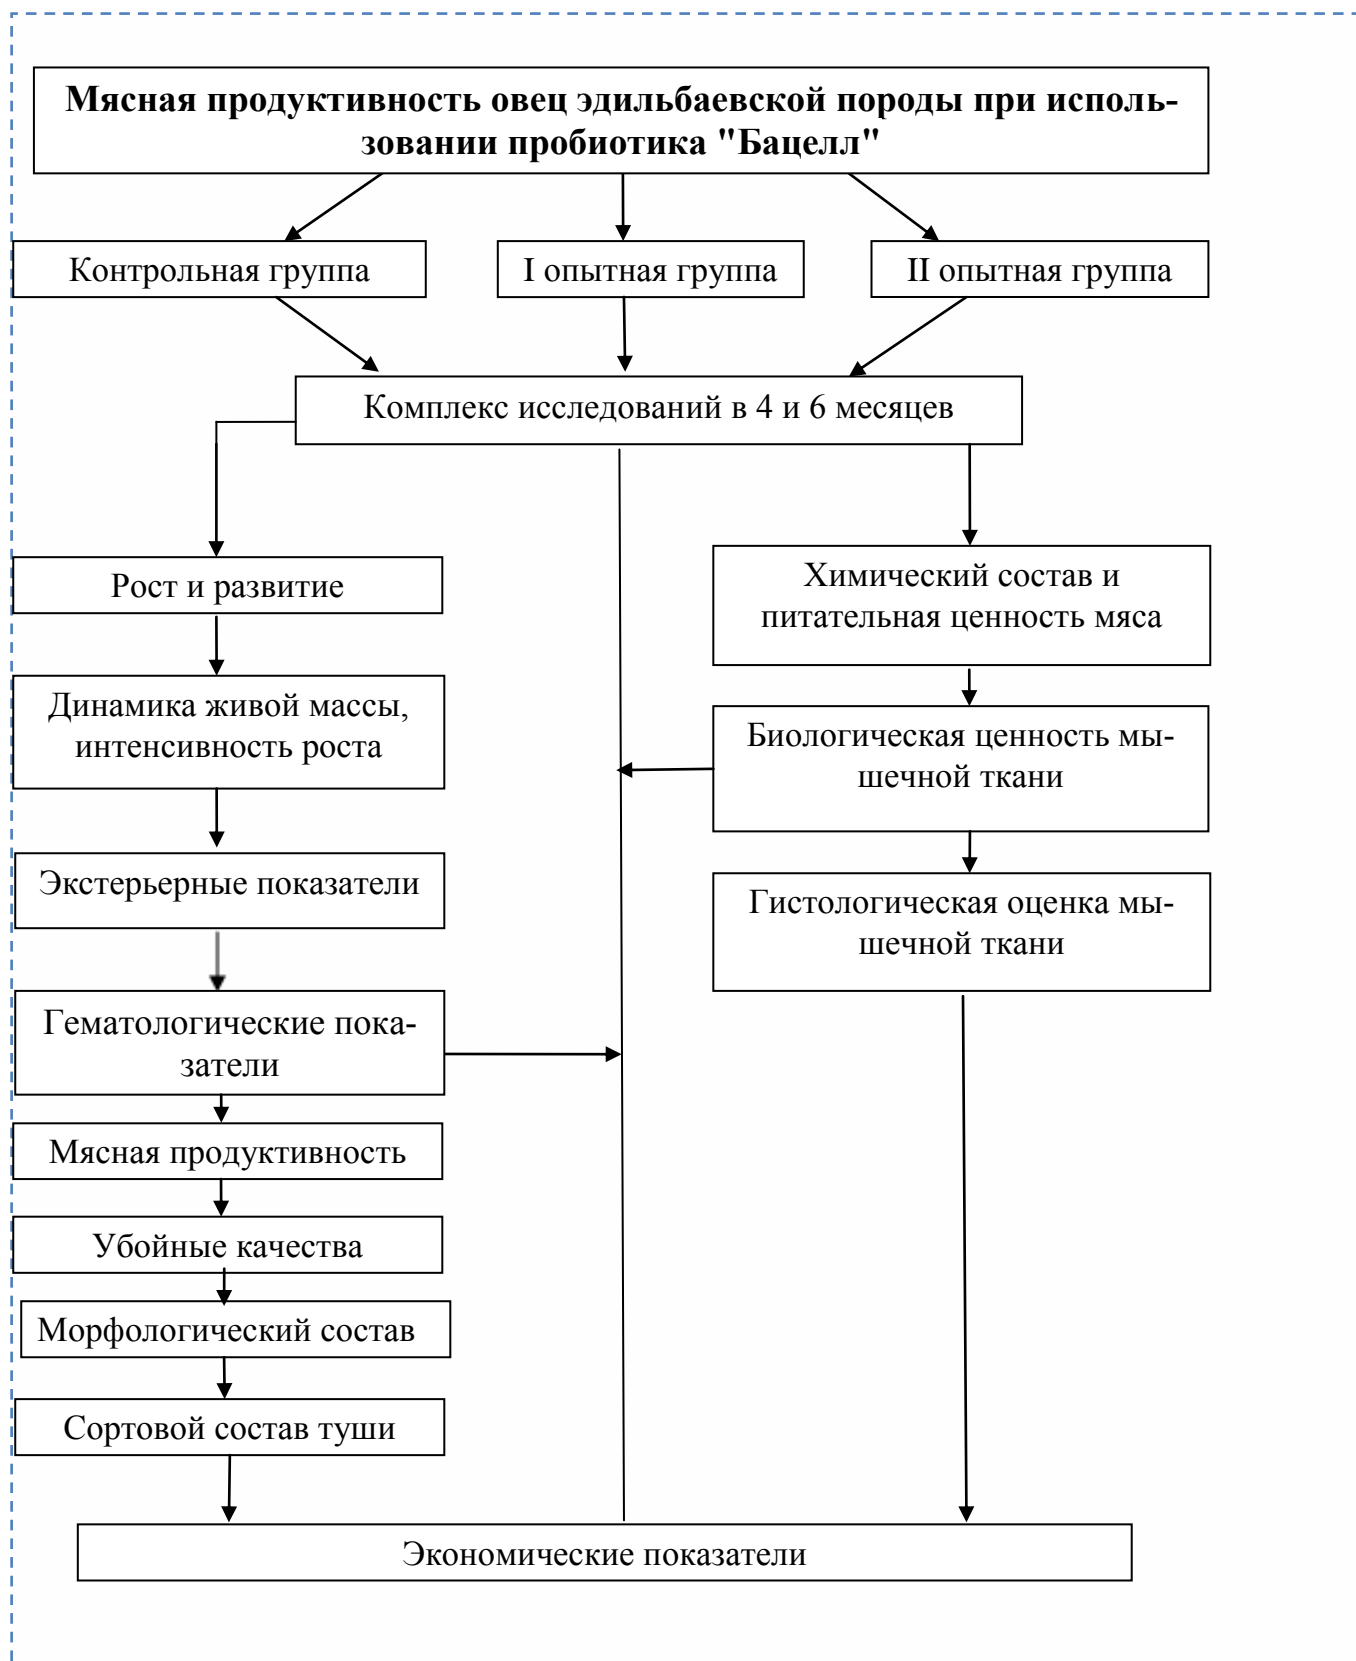 Мясная продуктивность овец эдильбаевской породы при исполь-
зовании пробиотика "Бацелл"
Контрольная группа
I опытная группа
II опытная группа
Комплекс исследований в 4 и 6 месяцев
Рост и развитие
Динамика живой массы,
интенсивность роста
Экстерьерные показатели
Гематологические пока-
затели
Мясная продуктивность
Убойные качества
Морфологический состав
Сортовой состав туши
Химический состав и
питательная ценность мяса
Биологическая ценность мы-
шечной ткани
Гистологическая оценка мы-
шечной ткани
Экономические показатели